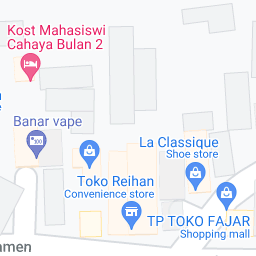 Kost Mahasiswi
Cahaya Bulan 2
Banar vape
La Classique
Shoe store
Toko Reihan
Convenience store
TP TOKO FAJAR
Shopping mall